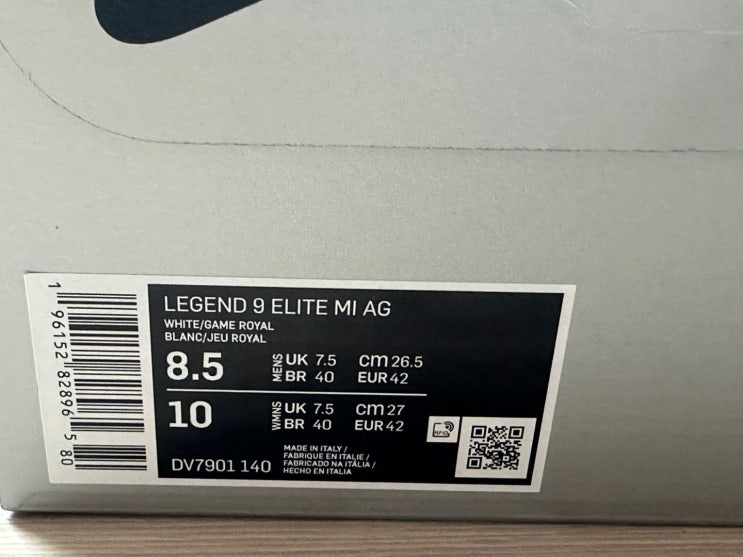 LEGEND 9 ELITE MI AG
WHITE/GAME ROYAL
BLANC/JEU ROYAL
8.5 MENS UK 7.5 cm 26.5
BR 40 EUR 42
10 WMNS UK 7.5 cm 27
BR 40 EUR 42
DV7901 140
MADE IN ITALY /
FABRIQUE EN ITALIE /
FABRICADO NA ITÁLIA /
HECHO EN ITALIA
RFID
1 96152 82896 5 80